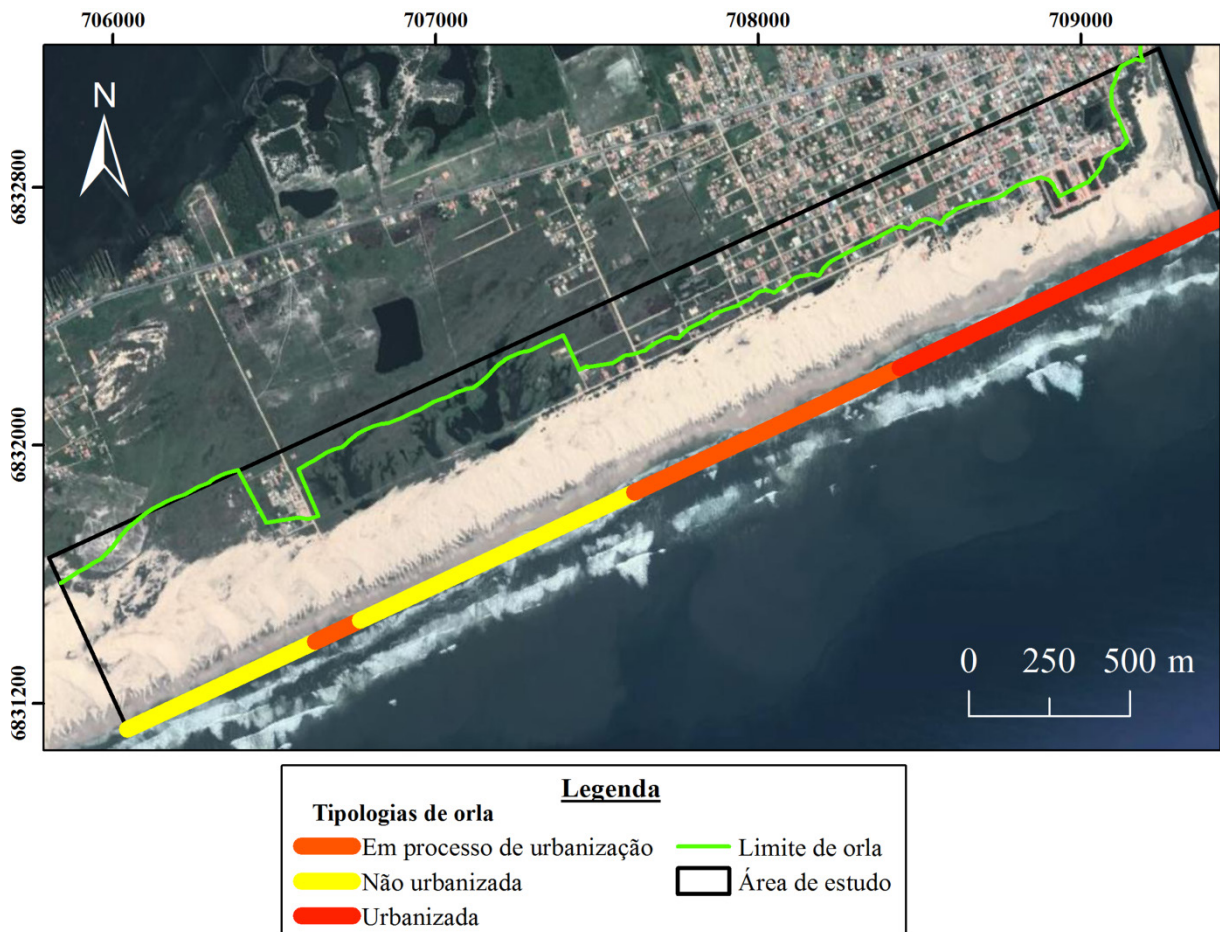 706000 707000 708000 709000
N
6832800
6832000
6831200
0 250 500 m
Legenda
Tipologias de orla
Em processo de urbanização
Não urbanizada
Urbanizada
Limite de orla
Área de estudo